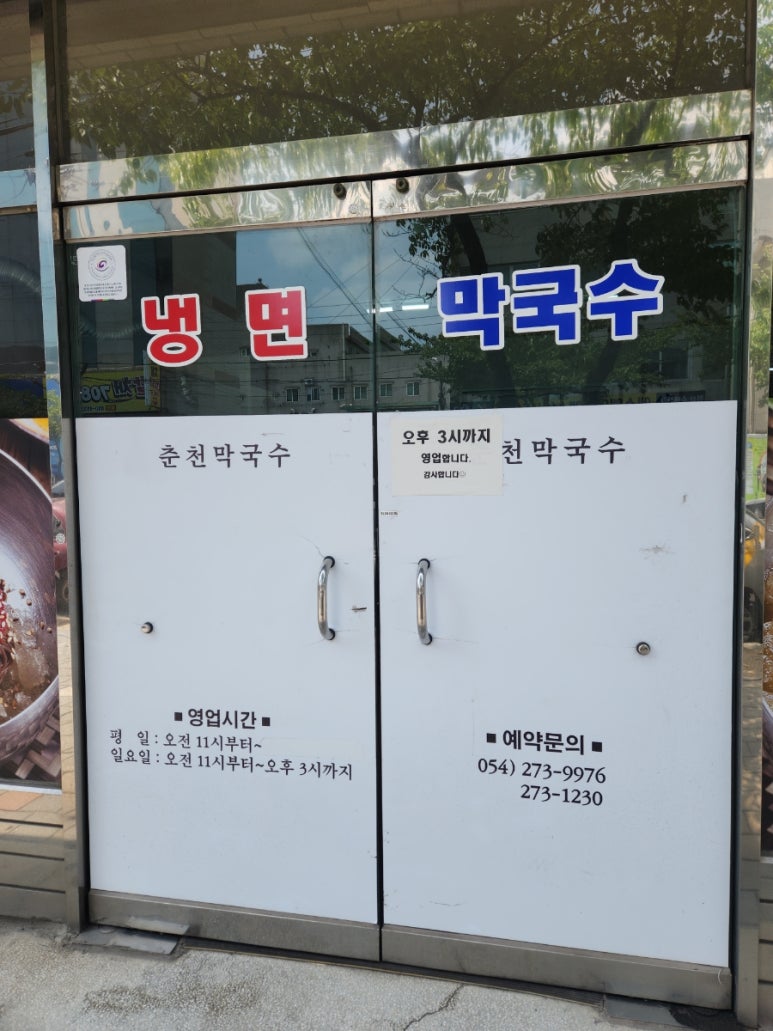 냉면 막국수
춘천막국수
오후 3시까지
영업합니다.
감사합니다
천막국수
■ 영업시간 ■
평 일 : 오전 11시부터~
일요일 : 오전 11시부터~오후 3시까지
■ 예약문의 ■
054) 273-9976
273-1230